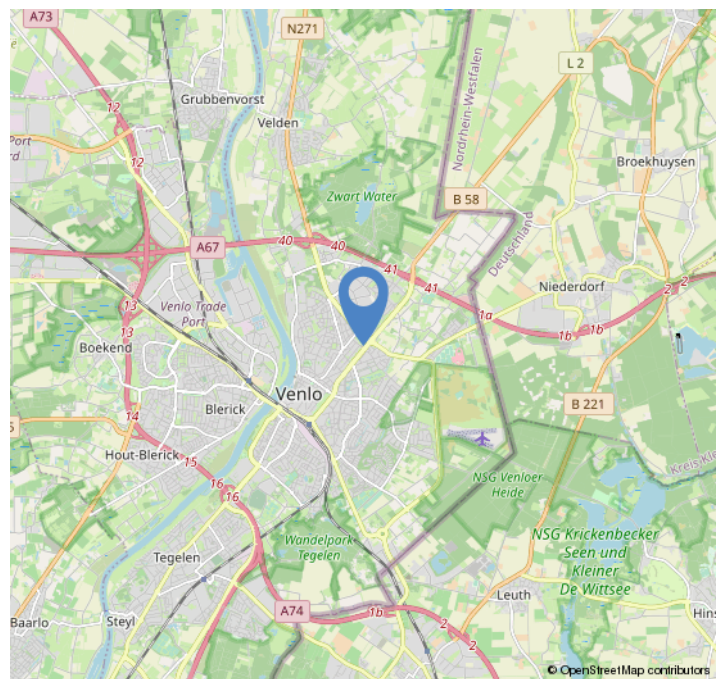 A73
N271
L 2
12
Grubbenvorst
Velden
Nordrhein-Westfalen
Port
rd
12
Broekhuysen
Zwart Water
B 58
Deutschland
A67
40
40
41
41
2
2
Niederdorf
13
Venlo Trade
Port
1a
13
1b
1b
Boekend
Venlo
B 221
Blerick
14
Hout-Blerick
15
Kreis Kle
16
16
NSG Venloer
Heide
NSG Krickenbecker
Seen und
Kleiner
De Wittsee
Wandelpark
Tegelen
Tegelen
Leuth
A74
1b
2
2
Hins
Baarlo
Steyl
© OpenStreetMap contributors